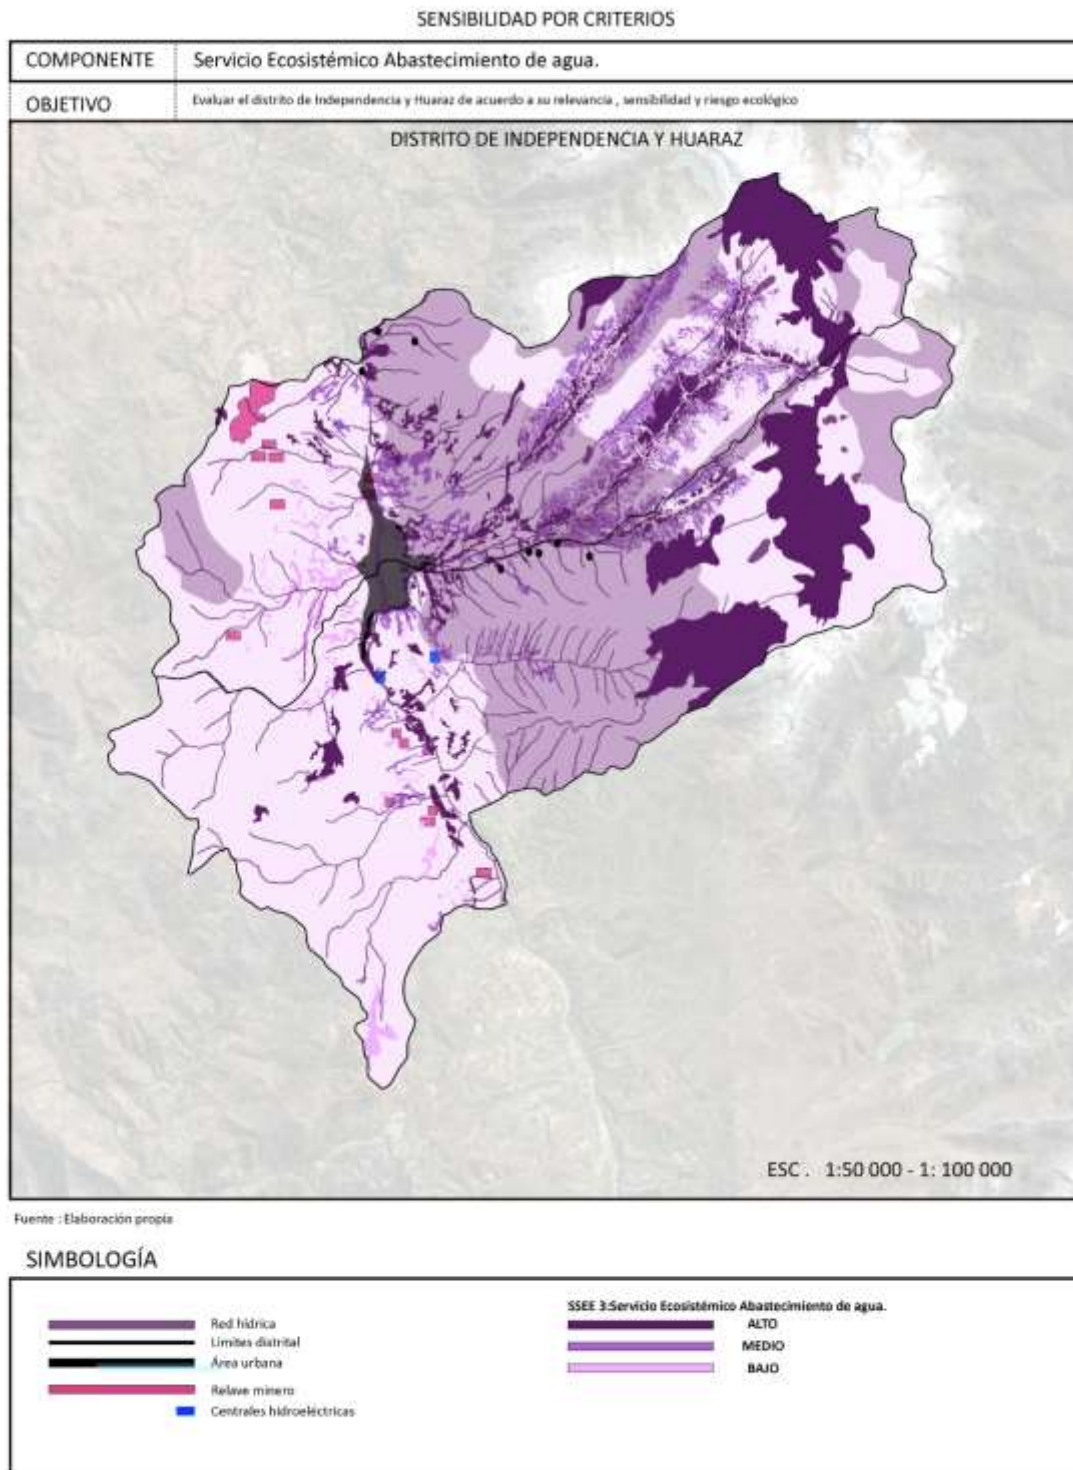 SENSIBILIDAD POR CRITERIOS
COMPONENTE Servicio Ecosistémico Abastecimiento de agua.
OBJETIVO Evaluar el distrito de Independencia y Huaraz de acuerdo a su relevancia , sensibilidad y riesgo ecológico
DISTRITO DE INDEPENDENCIA Y HUARAZ
ESC . 1:50 000 - 1: 100 000
Fuente : Elaboración propia
SIMBOLOGÍA
Red hídrica
Limites distrital
Área urbana
Relave minero
Centrales hidroeléctricas
SSEE 3:Servicio Ecosistémico Abastecimiento de agua.
ALTO
MEDIO
BAJO